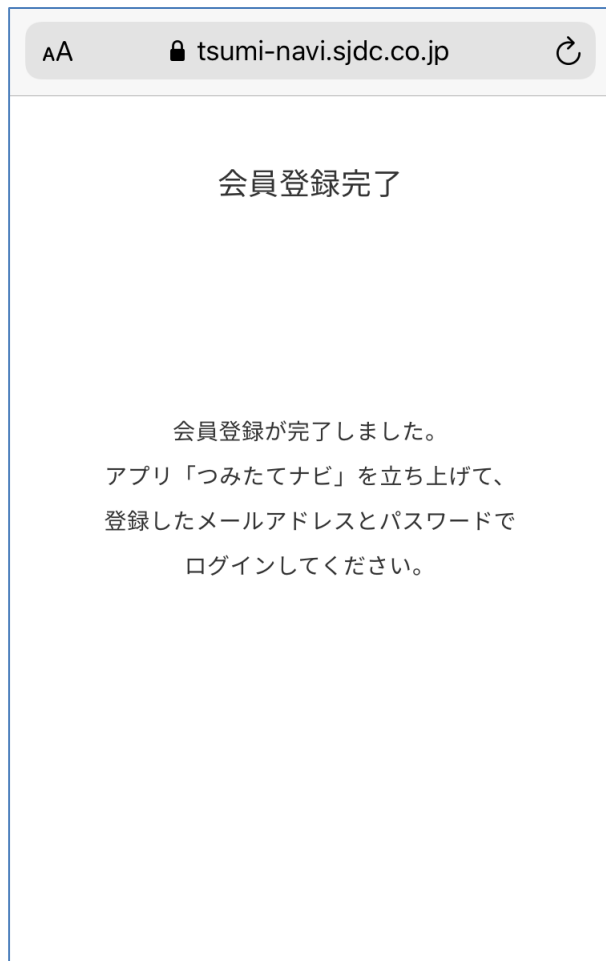 AA tsumi-navi.sjdc.co.jp
会員登録完了
会員登録が完了しました。
アプリ「つみたてナビ」を立ち上げて、
登録したメールアドレスとパスワードで
ログインしてください。